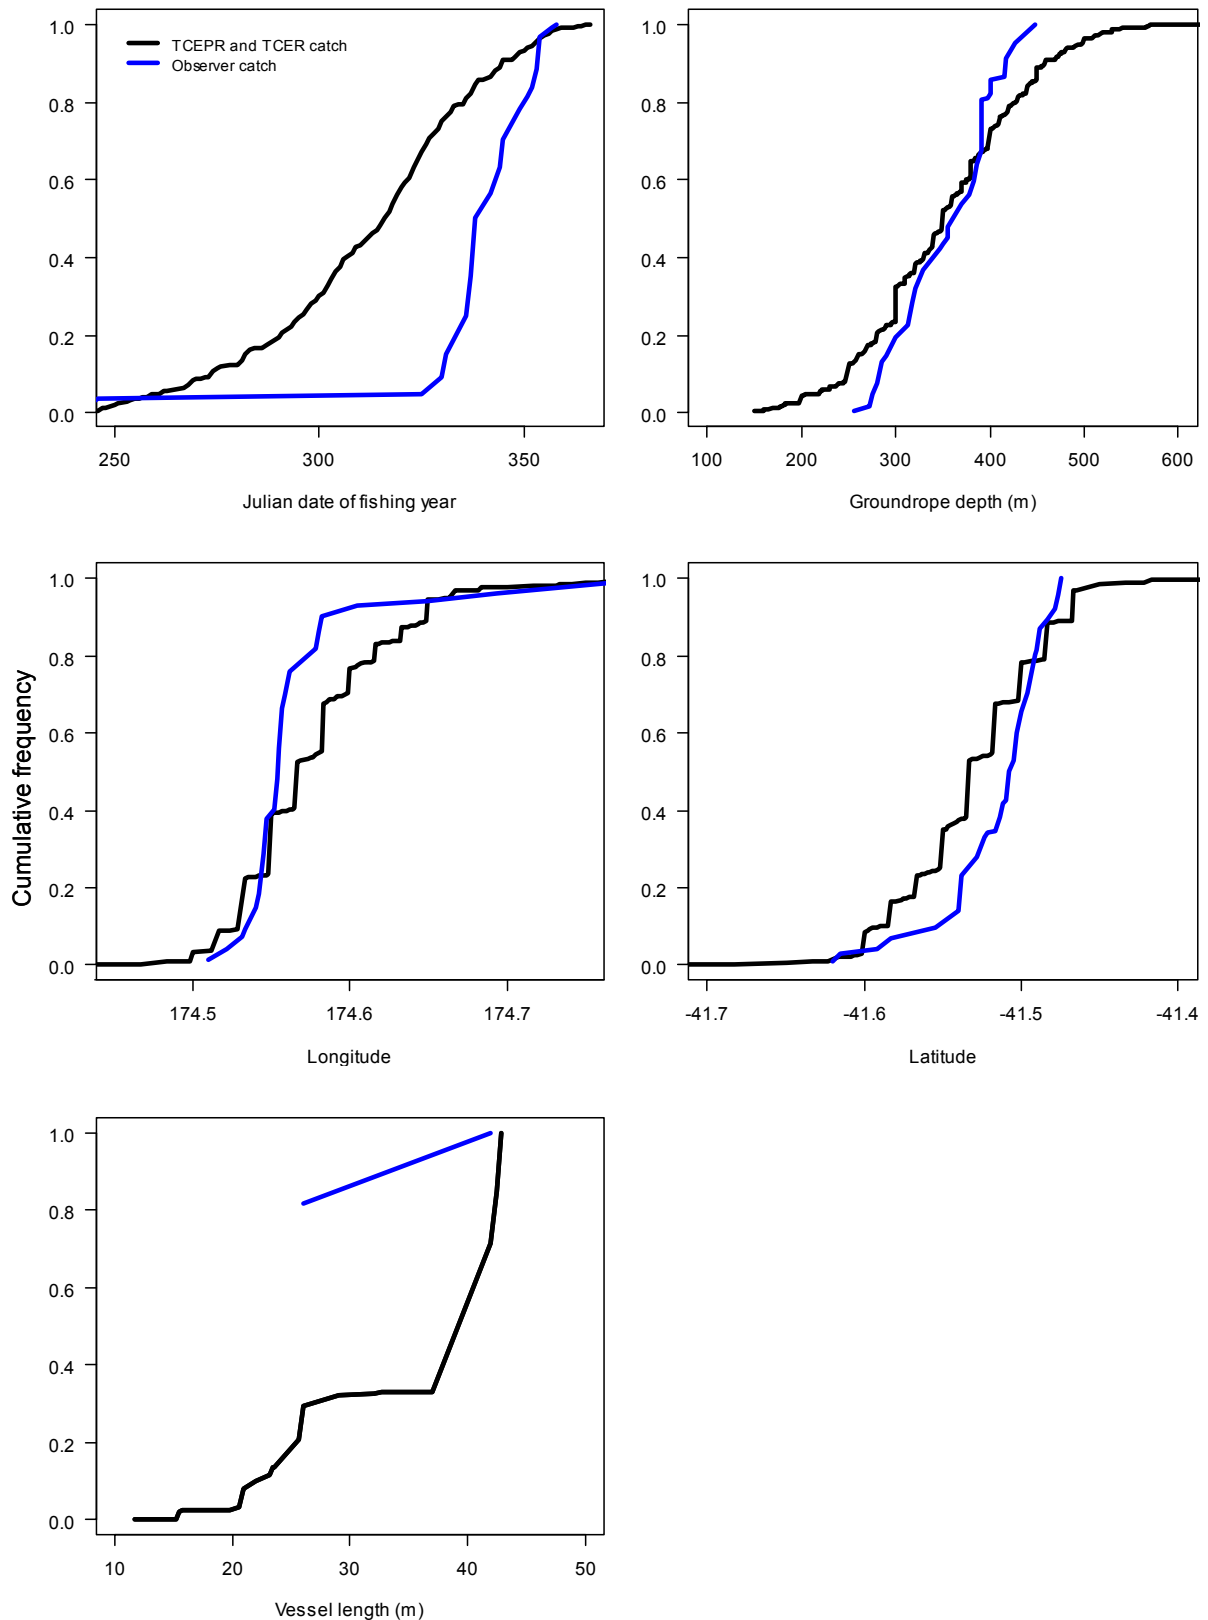 1.0
0.8
0.6
0.4
0.2
0.0
TCEPR and TCER catch
Observer catch
250 300 350
Julian date of fishing year
1.0
0.8
0.6
0.4
0.2
0.0
100 200 300 400 500 600
Groundrope depth (m)
Cumulative frequency
1.0
0.8
0.6
0.4
0.2
0.0
174.5 174.6 174.7
Longitude
1.0
0.8
0.6
0.4
0.2
0.0
-41.7 -41.6 -41.5 -41.4
Latitude
1.0
0.8
0.6
0.4
0.2
0.0
10 20 30 40 50
Vessel length (m)